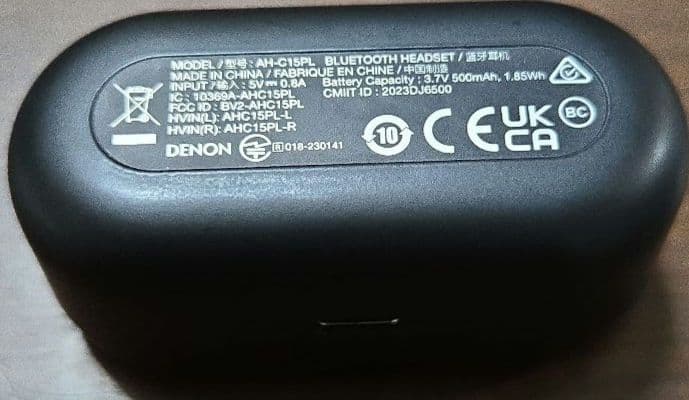 MODEL / 型号 : AH-C15PL BLUETOOTH HEADSET / 蓝牙耳机
MADE IN CHINA / FABRIQUE EN CHINE / 中国制造
INPUT / 输入 : 5V⎓0.8A Battery Capacity : 3.7V 500mAh, 1.85Wh
IC : 10369A-AHC15PL CMIIT ID : 2023DJ6500
FCC ID : BV2-AHC15PL
HVIN(L): AHC15PL-L
HVIN(R): AHC15PL-R
DENON R 018-230141 10 CE UK CA BC